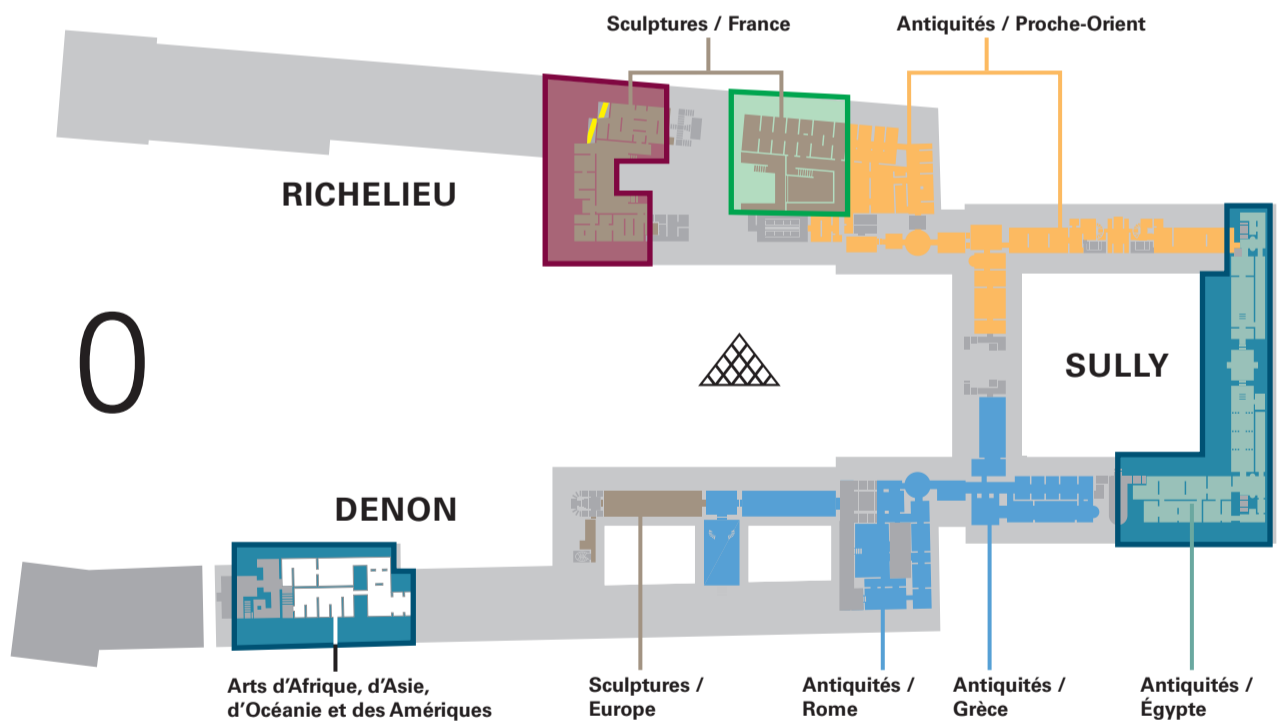 Sculptures / France
Antiquités / Proche-Orient
RICHELIEU
0
SULLY
DENON
Arts d’Afrique, d’Asie,
d’Océanie et des Amériques
Sculptures /
Europe
Antiquités /
Rome
Antiquités /
Grèce
Antiquités /
Égypte